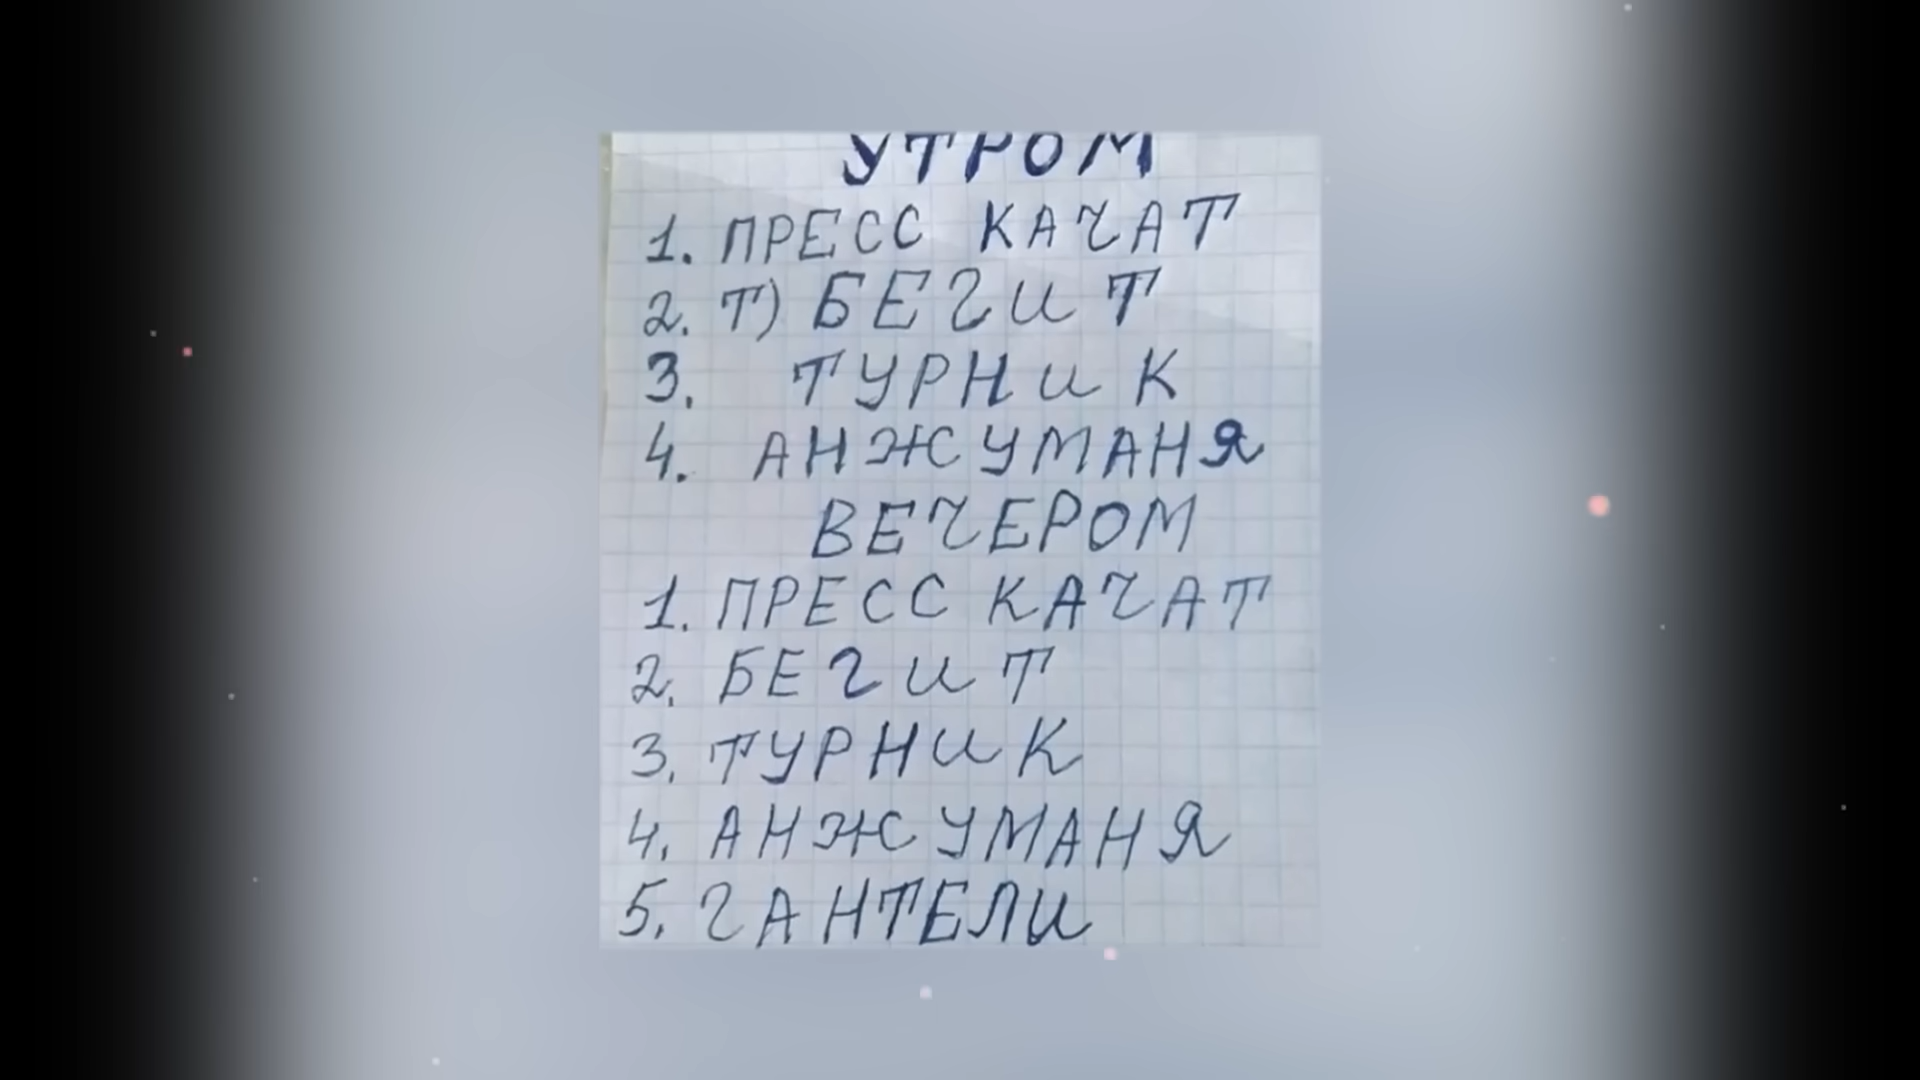 УТРОМ
1. ПРЕСС КАЧАТ
2. Т) БЕГИТ
3. ТУРНИК
4. АНЖУМАНЯ
ВЕЧЕРОМ
1. ПРЕСС КАЧАТ
2. БЕГИТ
3. ТУРНИК
4. АНЖУМАНЯ
5. ГАНТЕЛИ